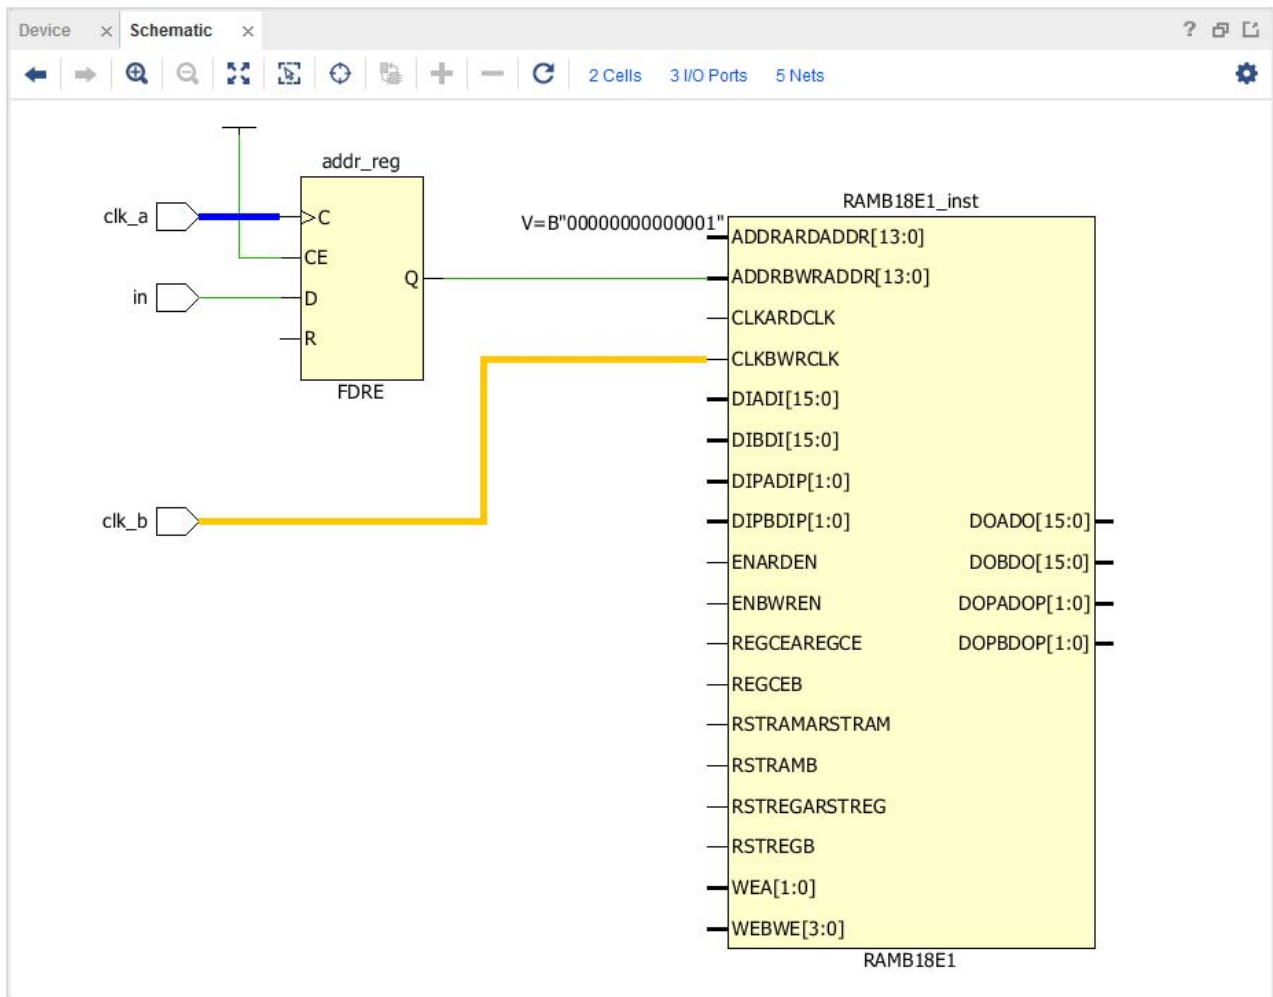 Device × Schematic ×
?
2 Cells 3 I/O Ports 5 Nets
addr_reg
clk_a
C
CE
in
D
Q
R
FDRE
clk_b
RAMB18E1_inst
V=B"00000000000001"
ADDRARDADDR[13:0]
ADDRBWRADDR[13:0]
CLKARDCLK
CLKBWRCLK
DIADI[15:0]
DIBDI[15:0]
DIPADIP[1:0]
DIPBDIP[1:0] DOADO[15:0]
ENARDEN DOBDO[15:0]
ENBWREN DOPADOP[1:0]
REGCEAREGCE DOPBDOP[1:0]
REGCEB
RSTRAMARSTRAM
RSTRAMB
RSTREGARSTREG
RSTREGB
WEA[1:0]
WEBWE[3:0]
RAMB18E1